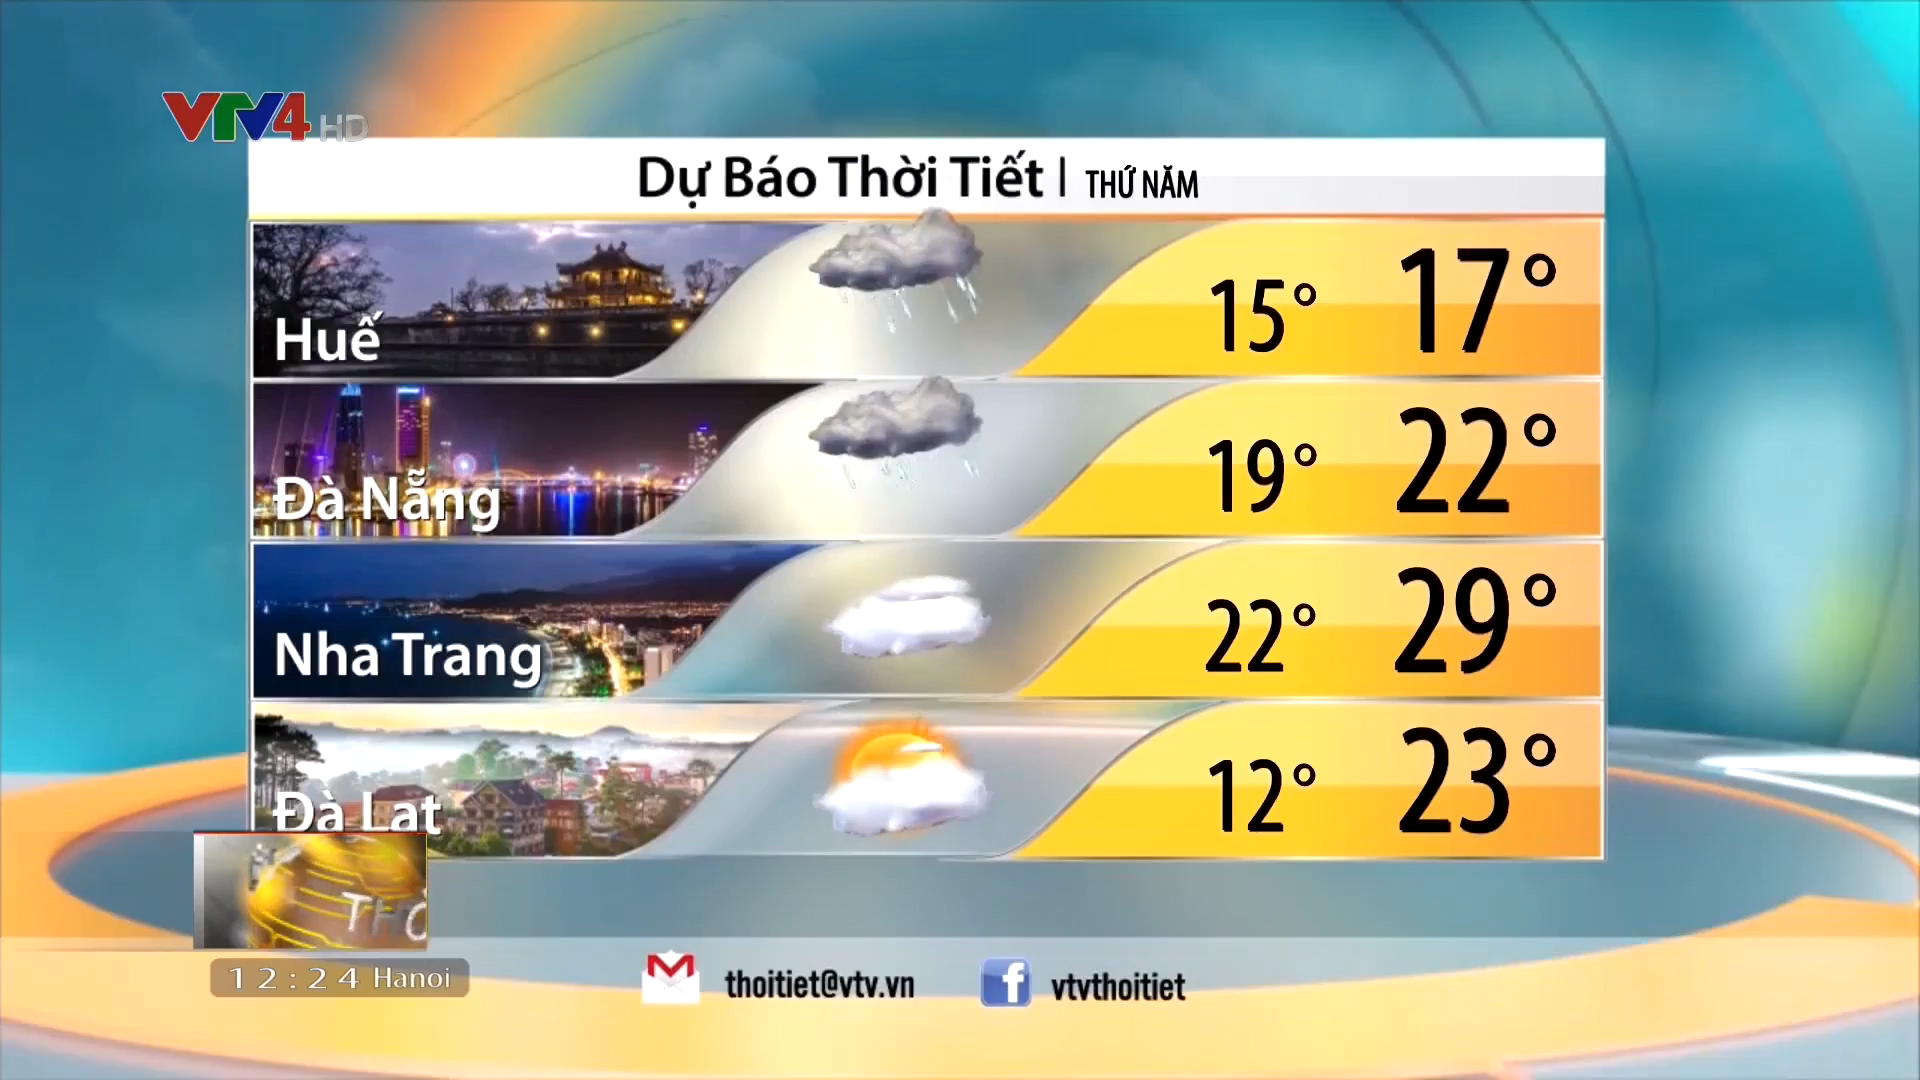 VTV4 HD
Dự Báo Thời Tiết | THỨ NĂM
Huế 15° 17°
Đà Nẵng 19° 22°
Nha Trang 22° 29°
Đà Lạt 12° 23°
12:24 Hanoi
thoitiet@vtv.vn vtvthoitiet